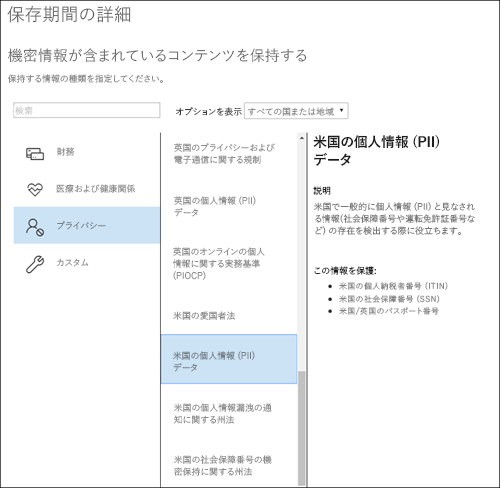 保存期間の詳細
機密情報が含まれているコンテンツを保持する
保持する情報の種類を指定してください。
検索
オプションを表示 すべての国または地域
財務
医療および健康関係
プライバシー
カスタム
英国のプライバシーおよび
電子通信に関する規制
英国の個人情報 (PII)
データ
英国のオンラインの個人
情報に関する実務基準
(PIOCP)
米国の愛国者法
米国の個人情報 (PII)
データ
米国の個人情報漏洩の通
知に関する州法
米国の社会保障番号の機
密保持に関する州法
米国の個人情報 (PII)
データ
説明
米国で一般的に個人情報 (PII) と見なされ
る情報(社会保障番号や運転免許証番号な
ど) の存在を検出する際に役立ちます。
この情報を保護:
• 米国の個人納税者番号 (ITIN)
• 米国の社会保障番号 (SSN)
• 米国/英国のパスポート番号